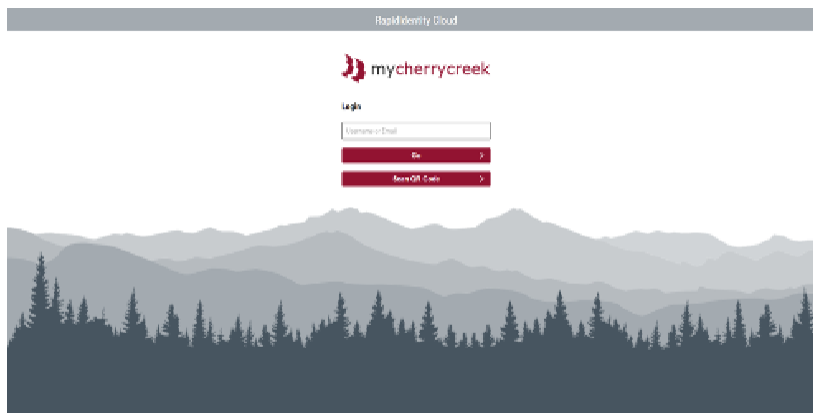 RapidIdentity Cloud
mycherrycreek
Login
Username or Email
Go
Scan QR Code